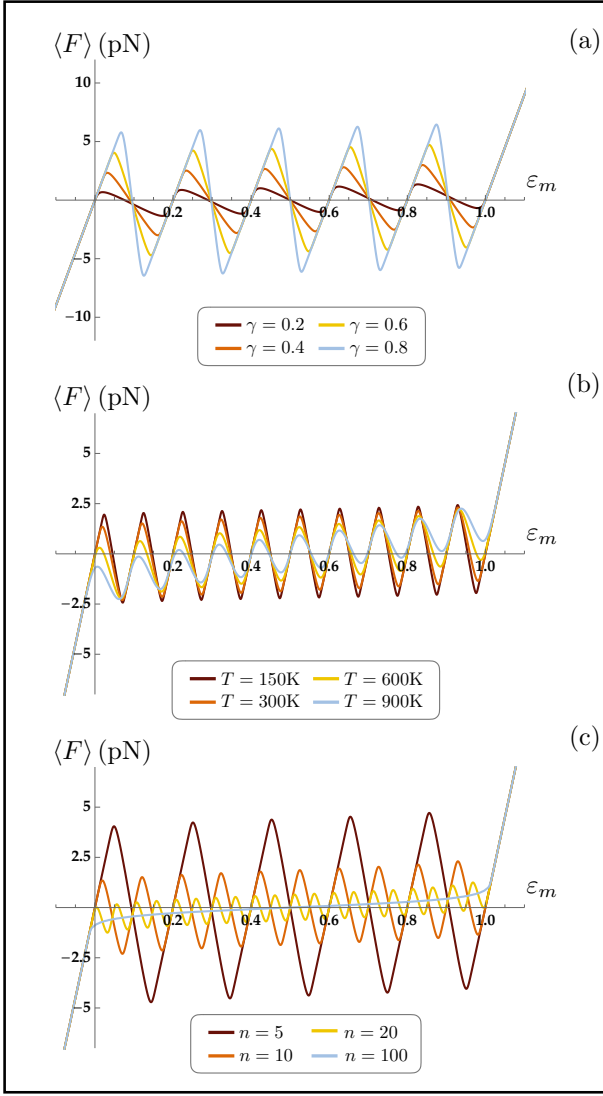 ⟨F⟩ (pN)
(a)
10
5
ε_m
0.2 0.4 0.6 0.8 1.0
−5
−10
γ = 0.2 γ = 0.6
γ = 0.4 γ = 0.8
⟨F⟩ (pN)
(b)
5
2.5
ε_m
0.2 0.4 0.6 0.8 1.0
−2.5
−5
T = 150K T = 600K
T = 300K T = 900K
⟨F⟩ (pN)
(c)
5
2.5
ε_m
0.2 0.4 0.6 0.8 1.0
−2.5
−5
n = 5 n = 20
n = 10 n = 100